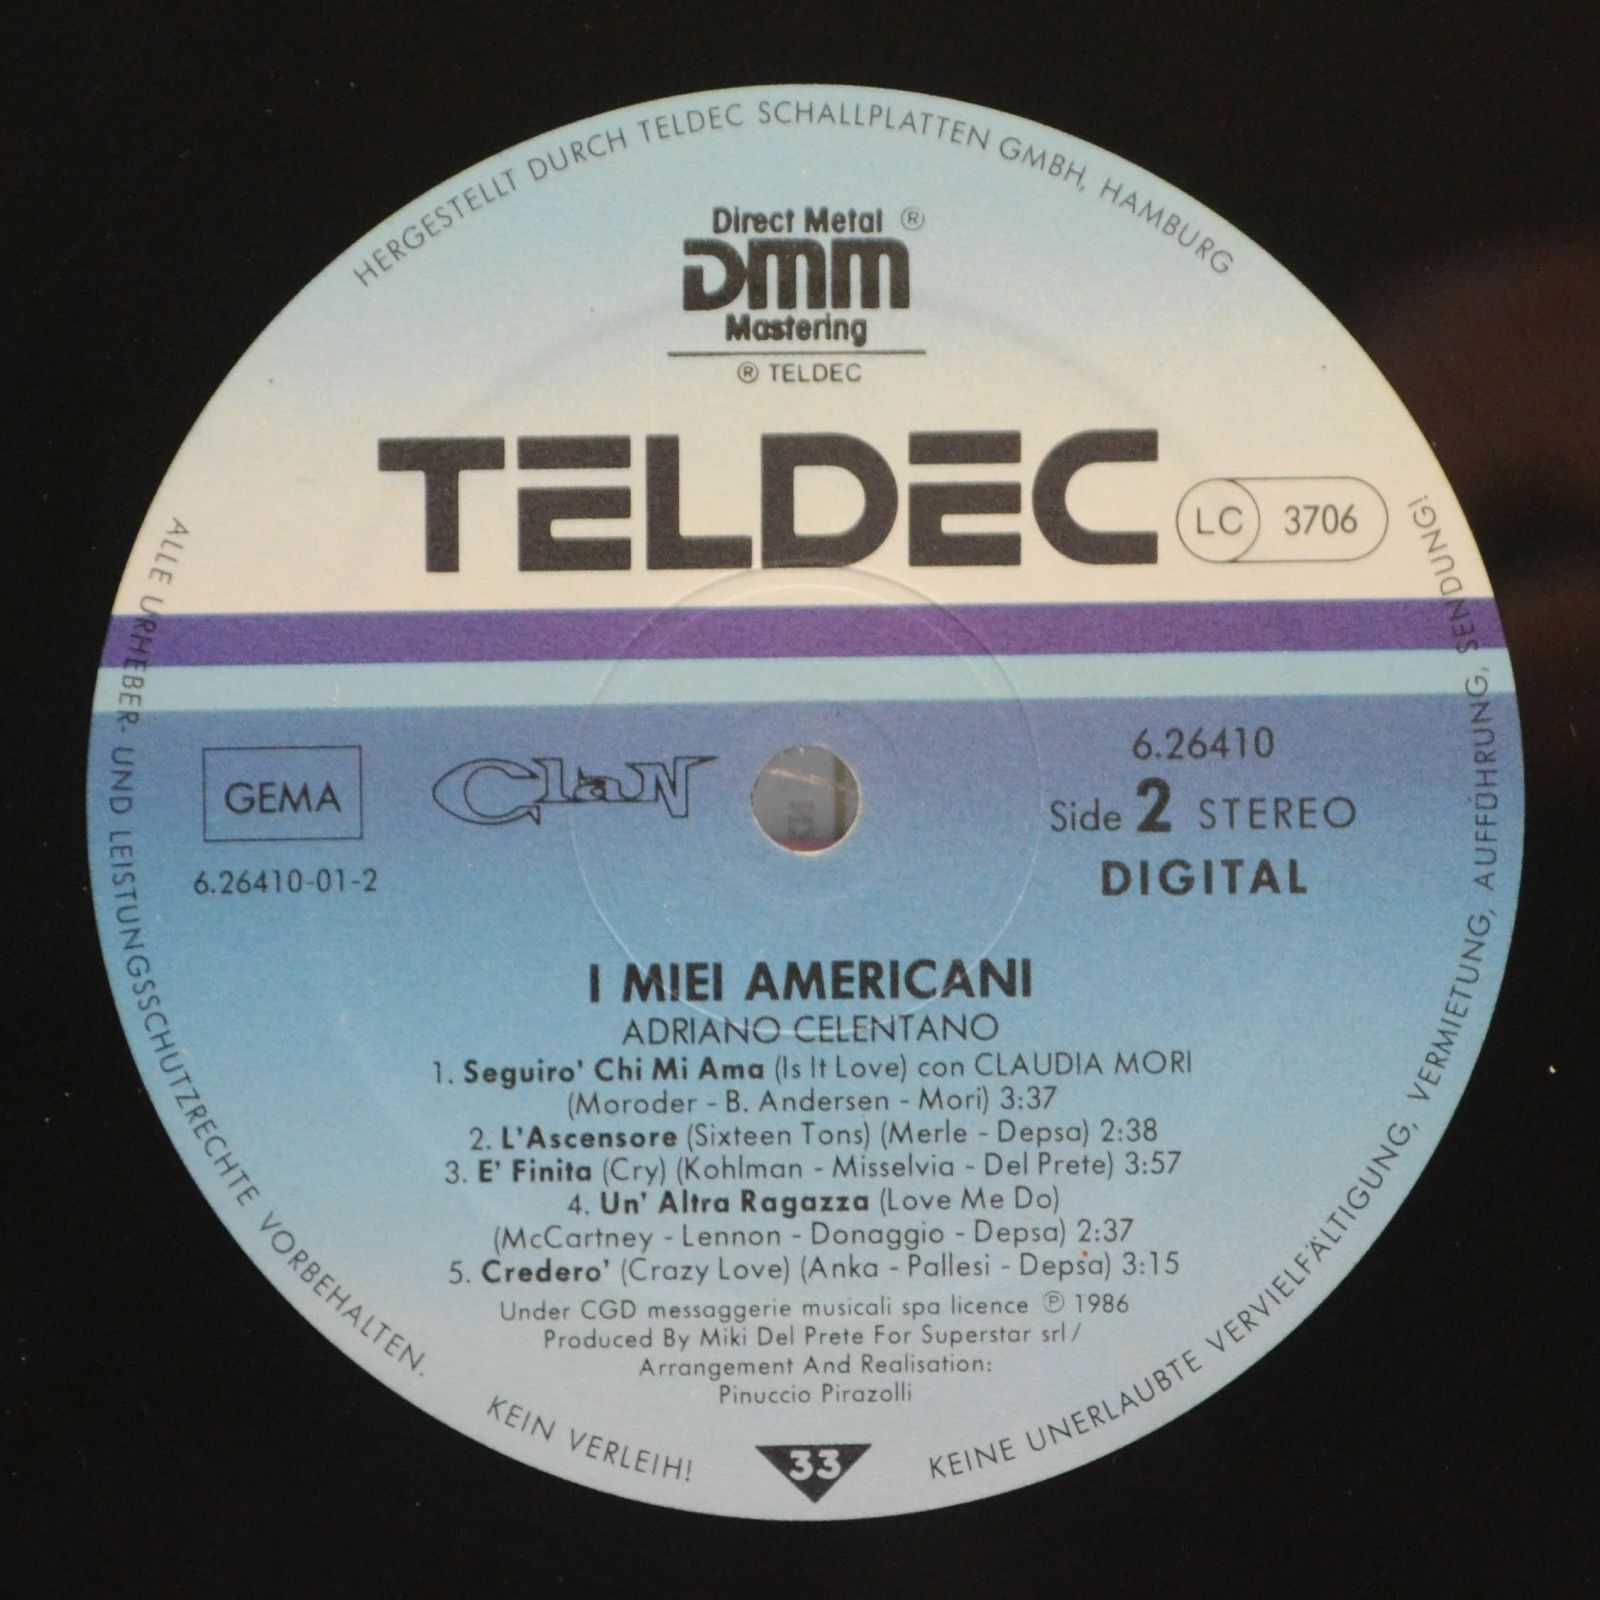 HERGESTELLT DURCH TELDEC SCHALLPLATTEN GMBH, HAMBURG
Direct Metal ®
DMM
Mastering
® TELDEC
TELDEC
LC 3706
GEMA
Clan
6.26410-01-2
6.26410
Side 2 STEREO
DIGITAL
I MIEI AMERICANI
ADRIANO CELENTANO
1. Seguiro' Chi Mi Ama (Is It Love) con CLAUDIA MORI
(Moroder - B. Andersen - Mori) 3:37
2. L'Ascensore (Sixteen Tons) (Merle - Depsa) 2:38
3. E' Finita (Cry) (Kohlman - Misselvia - Del Prete) 3:57
4. Un' Altra Ragazza (Love Me Do)
(McCartney - Lennon - Donaggio - Depsa) 2:37
5. Credero' (Crazy Love) (Anka - Pallesi - Depsa) 3:15
Under CGD messaggerie musicali spa licence ℗ 1986
Produced By Miki Del Prete For Superstar srl /
Arrangement And Realisation:
Pinuccio Pirazolli
33
ALLE URHEBER- UND LEISTUNGSSCHUTZRECHTE VORBEHALTEN.
KEIN VERLEIH!
KEINE UNERLAUBTE VERVIELFÄLTIGUNG, VERMIETUNG, AUFFÜHRUNG, SENDUNG!